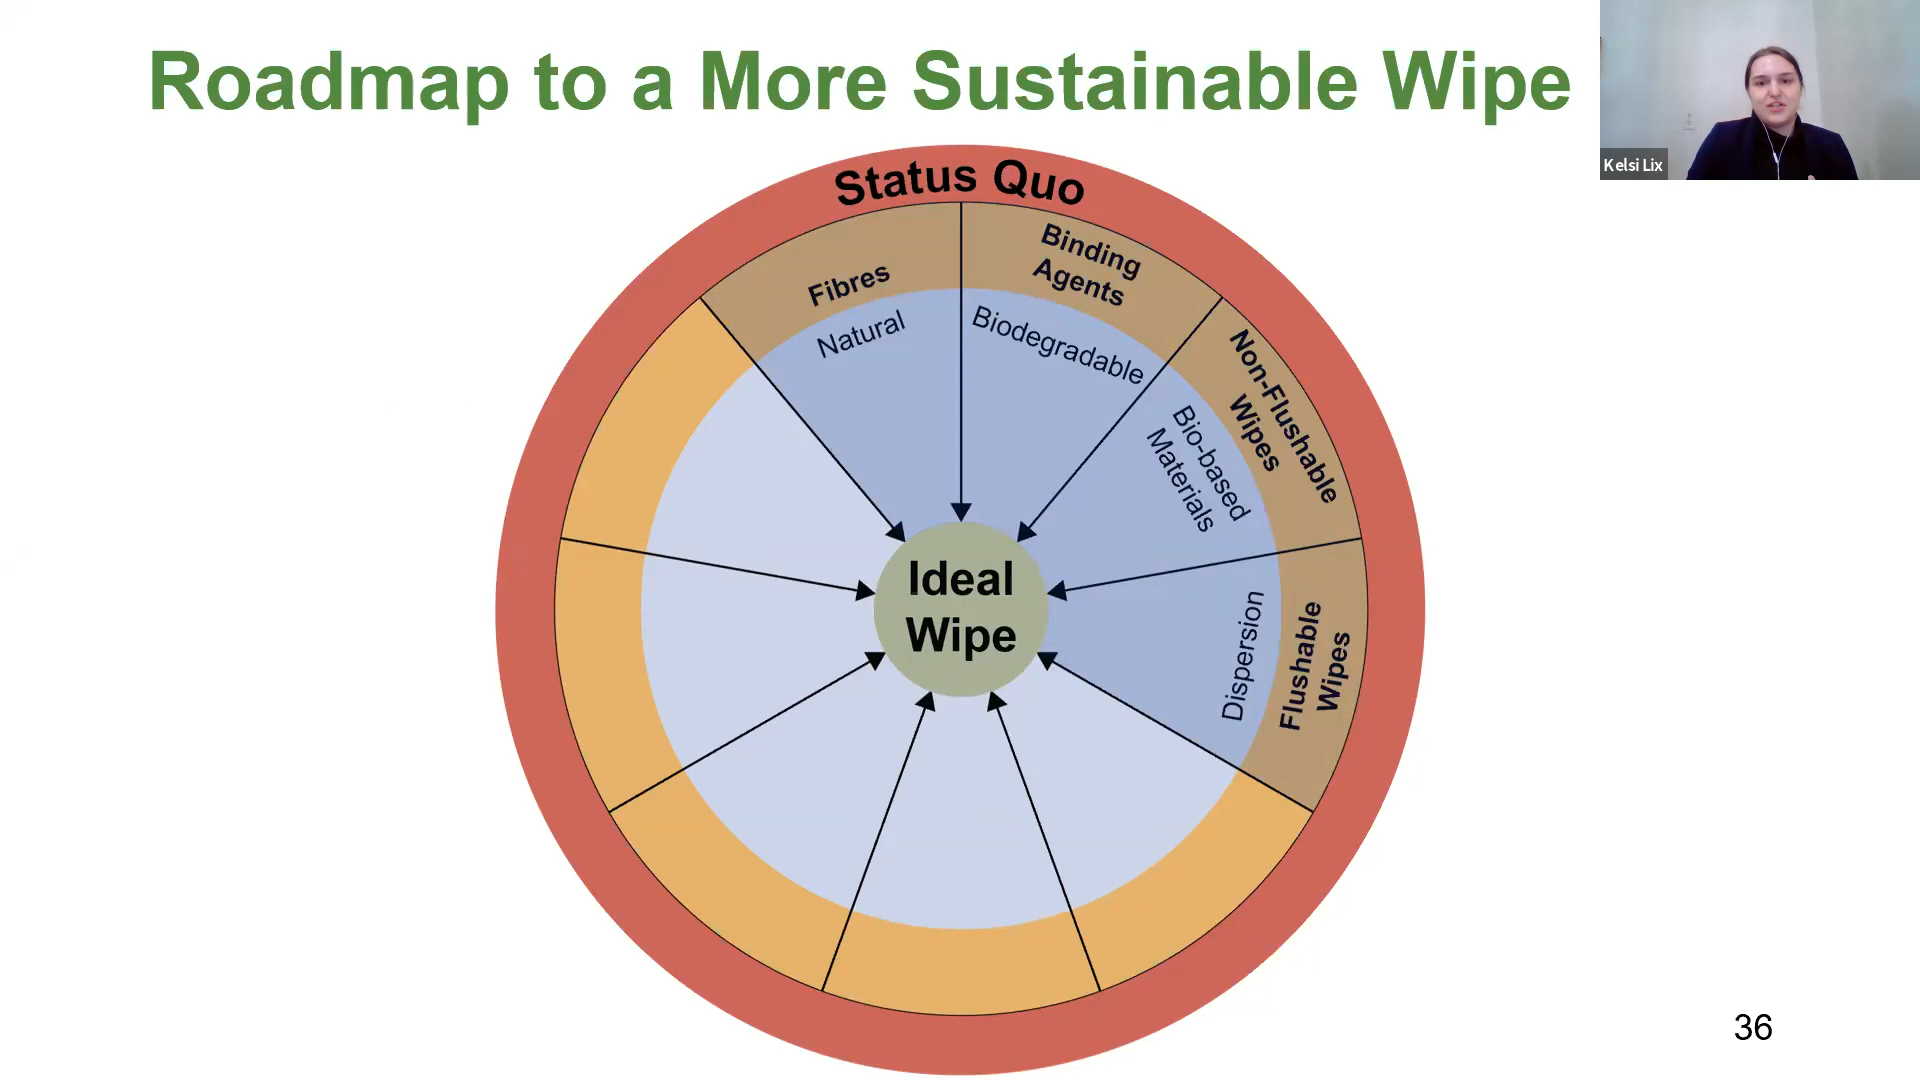 Roadmap to a More Sustainable Wipe
Kelsi Lix
Status Quo
Fibres
Natural
Binding
Agents
Biodegradable
Non-Flushable
Wipes
Bio-based
Materials
Flushable
Wipes
Dispersion
Ideal
Wipe
36